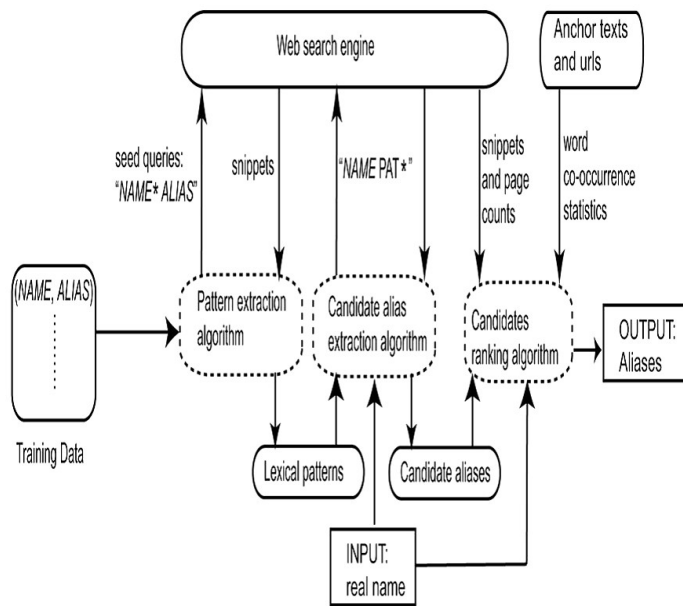 Web search engine
Anchor texts
and urls
seed queries:
"NAME* ALIAS"
snippets
"NAME PAT *"
snippets
and page
counts
word
co-occurrence
statistics
(NAME, ALIAS)
Training Data
Pattern extraction
algorithm
Candidate alias
extraction algorithm
Candidates
ranking algorithm
OUTPUT:
Aliases
Lexical patterns
Candidate aliases
INPUT:
real name